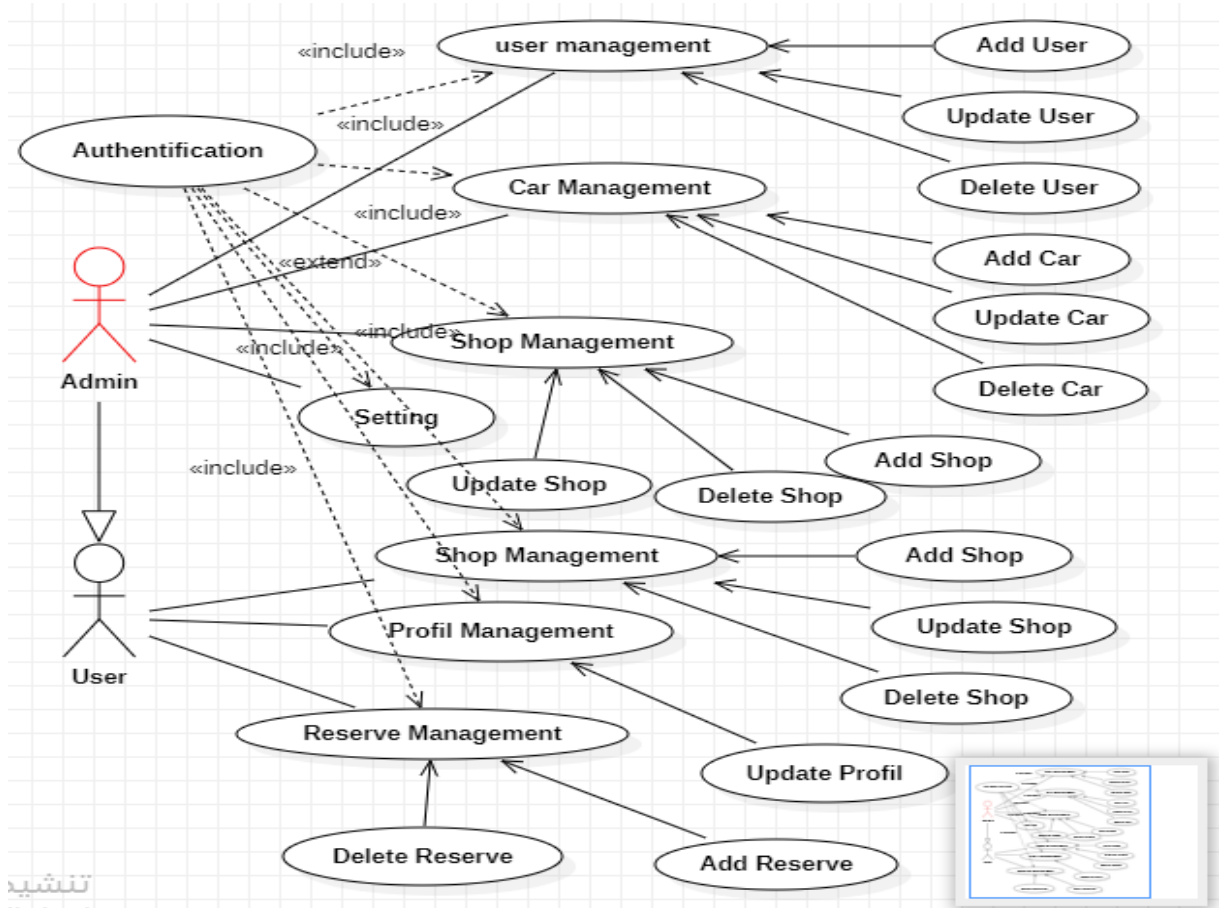 «include»
user management
Add User
«include»
Update User
Authentification
Car Management
Delete User
«include»
Add Car
«extend»
Update Car
«include»
Shop Management
«include»
Admin
Delete Car
Setting
Add Shop
«include»
Update Shop
Delete Shop
Shop Management
Add Shop
Profil Management
Update Shop
User
Delete Shop
Reserve Management
Update Profil
Delete Reserve
Add Reserve